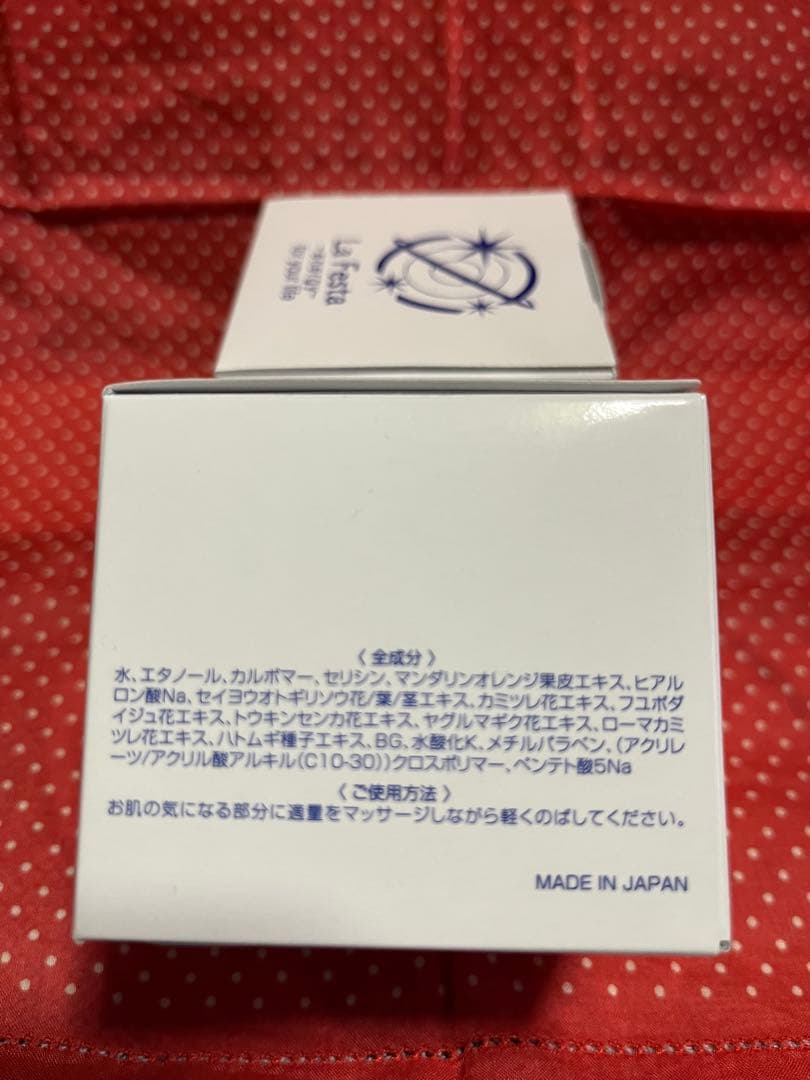 La Festa
〈 全成分 〉
水、エタノール、カルボマー、セリシン、マンダリンオレンジ果皮エキス、ヒアル
ロン酸Na、セイヨウオトギリソウ花/葉/茎エキス、カミツレ花エキス、フユボダ
イジュ花エキス、トウキンセンカ花エキス、ヤグルマギク花エキス、ローマカミ
ツレ花エキス、ハトムギ種子エキス、BG、水酸化K、メチルパラベン、(アクリレ
ーツ/アクリル酸アルキル(C10-30))クロスポリマー、ペンテト酸5Na
〈 ご使用方法 〉
お肌の気になる部分に適量をマッサージしながら軽くのばしてください。
MADE IN JAPAN